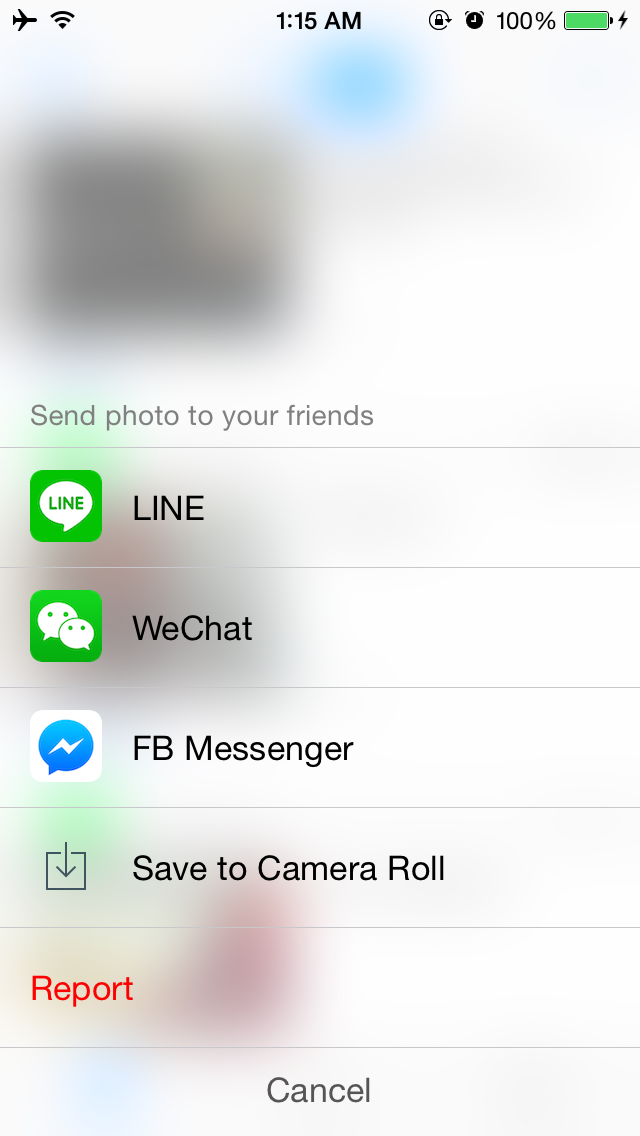 1:15 AM 100%
Send photo to your friends
LINE LINE
WeChat
FB Messenger
Save to Camera Roll
Report
Cancel